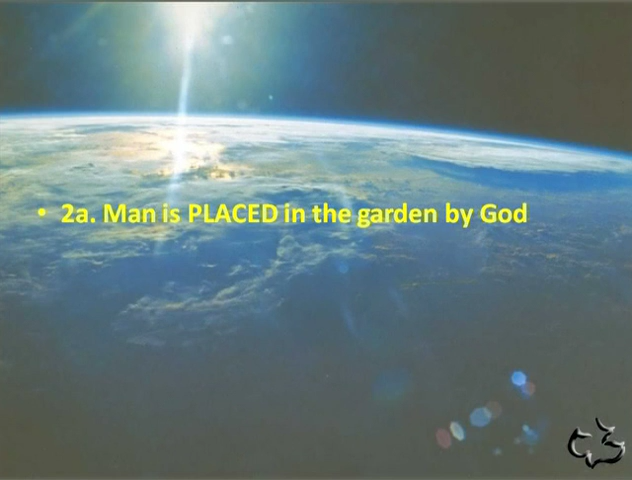 • 2a. Man is PLACED in the garden by God